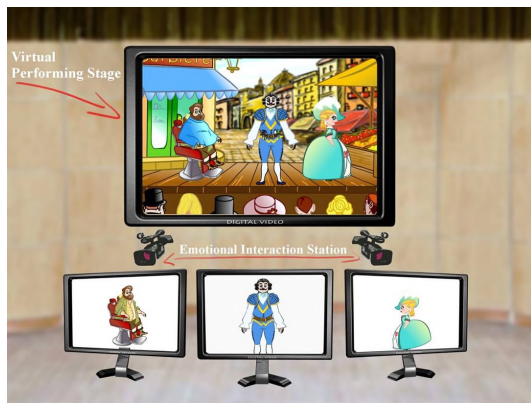 Virtual
Performing Stage
DIGITAL VIDEO
Emotional Interaction Station